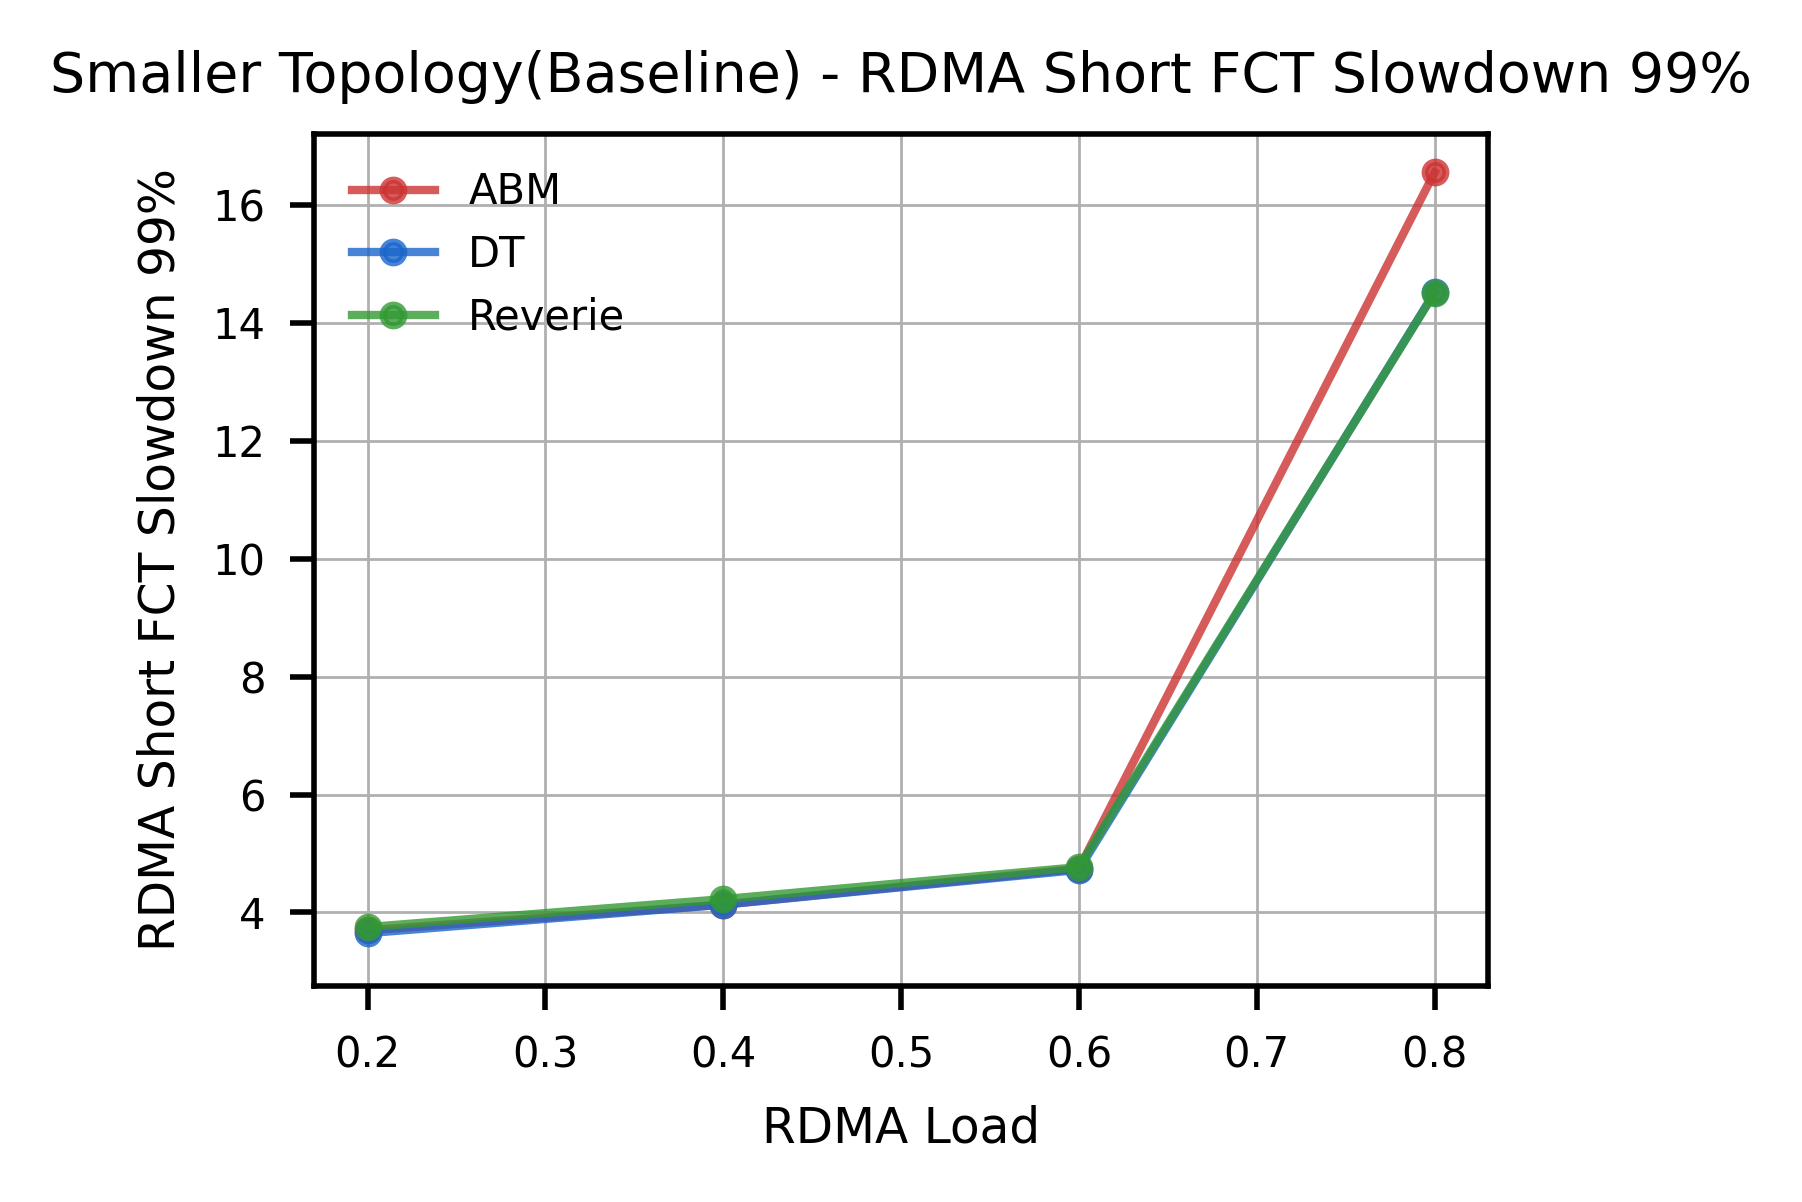 Smaller Topology(Baseline) - RDMA Short FCT Slowdown 99%
RDMA Short FCT Slowdown 99%
16
14
12
10
8
6
4
ABM
DT
Reverie
0.2 0.3 0.4 0.5 0.6 0.7 0.8
RDMA Load